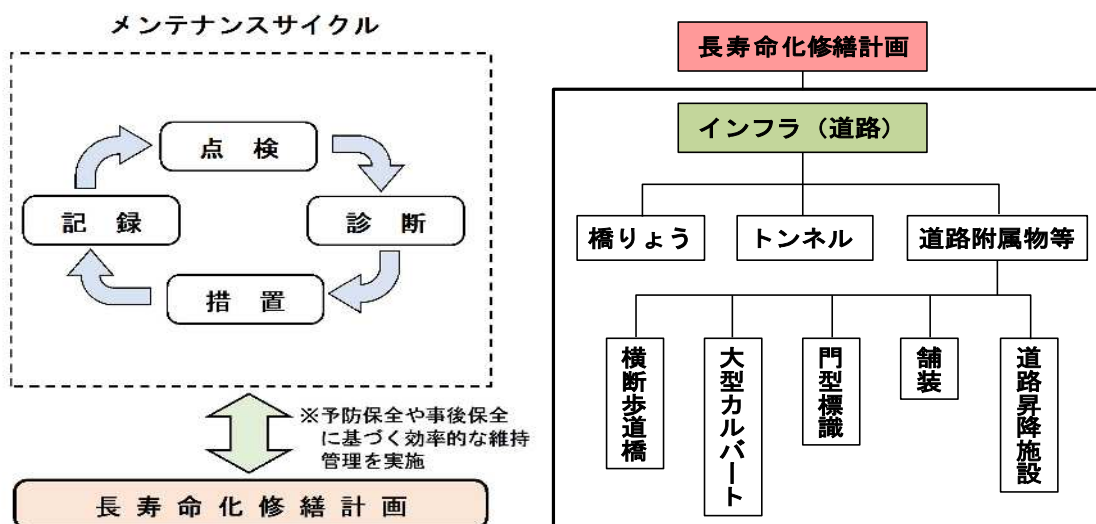 メンテナンスサイクル
点検
診断
措置
記録
※予防保全や事後保全
に基づく効率的な維持
管理を実施
長寿命化修繕計画
長寿命化修繕計画
インフラ（道路）
橋りょう
トンネル
道路附属物等
横断歩道橋
大型カルバート
門型標識
舗装
道路昇降施設